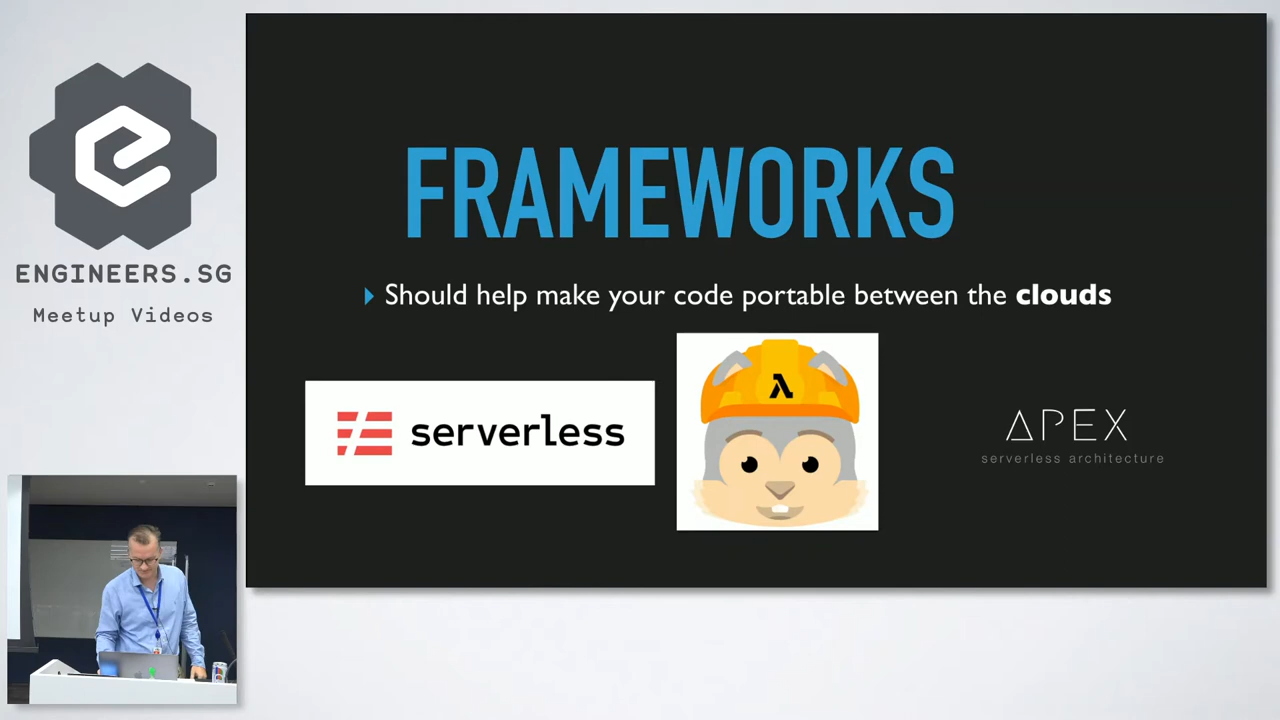 ENGINEERS.SG
Meetup Videos
FRAMEWORKS
Should help make your code portable between the clouds
serverless
λ
APEX
serverless architecture